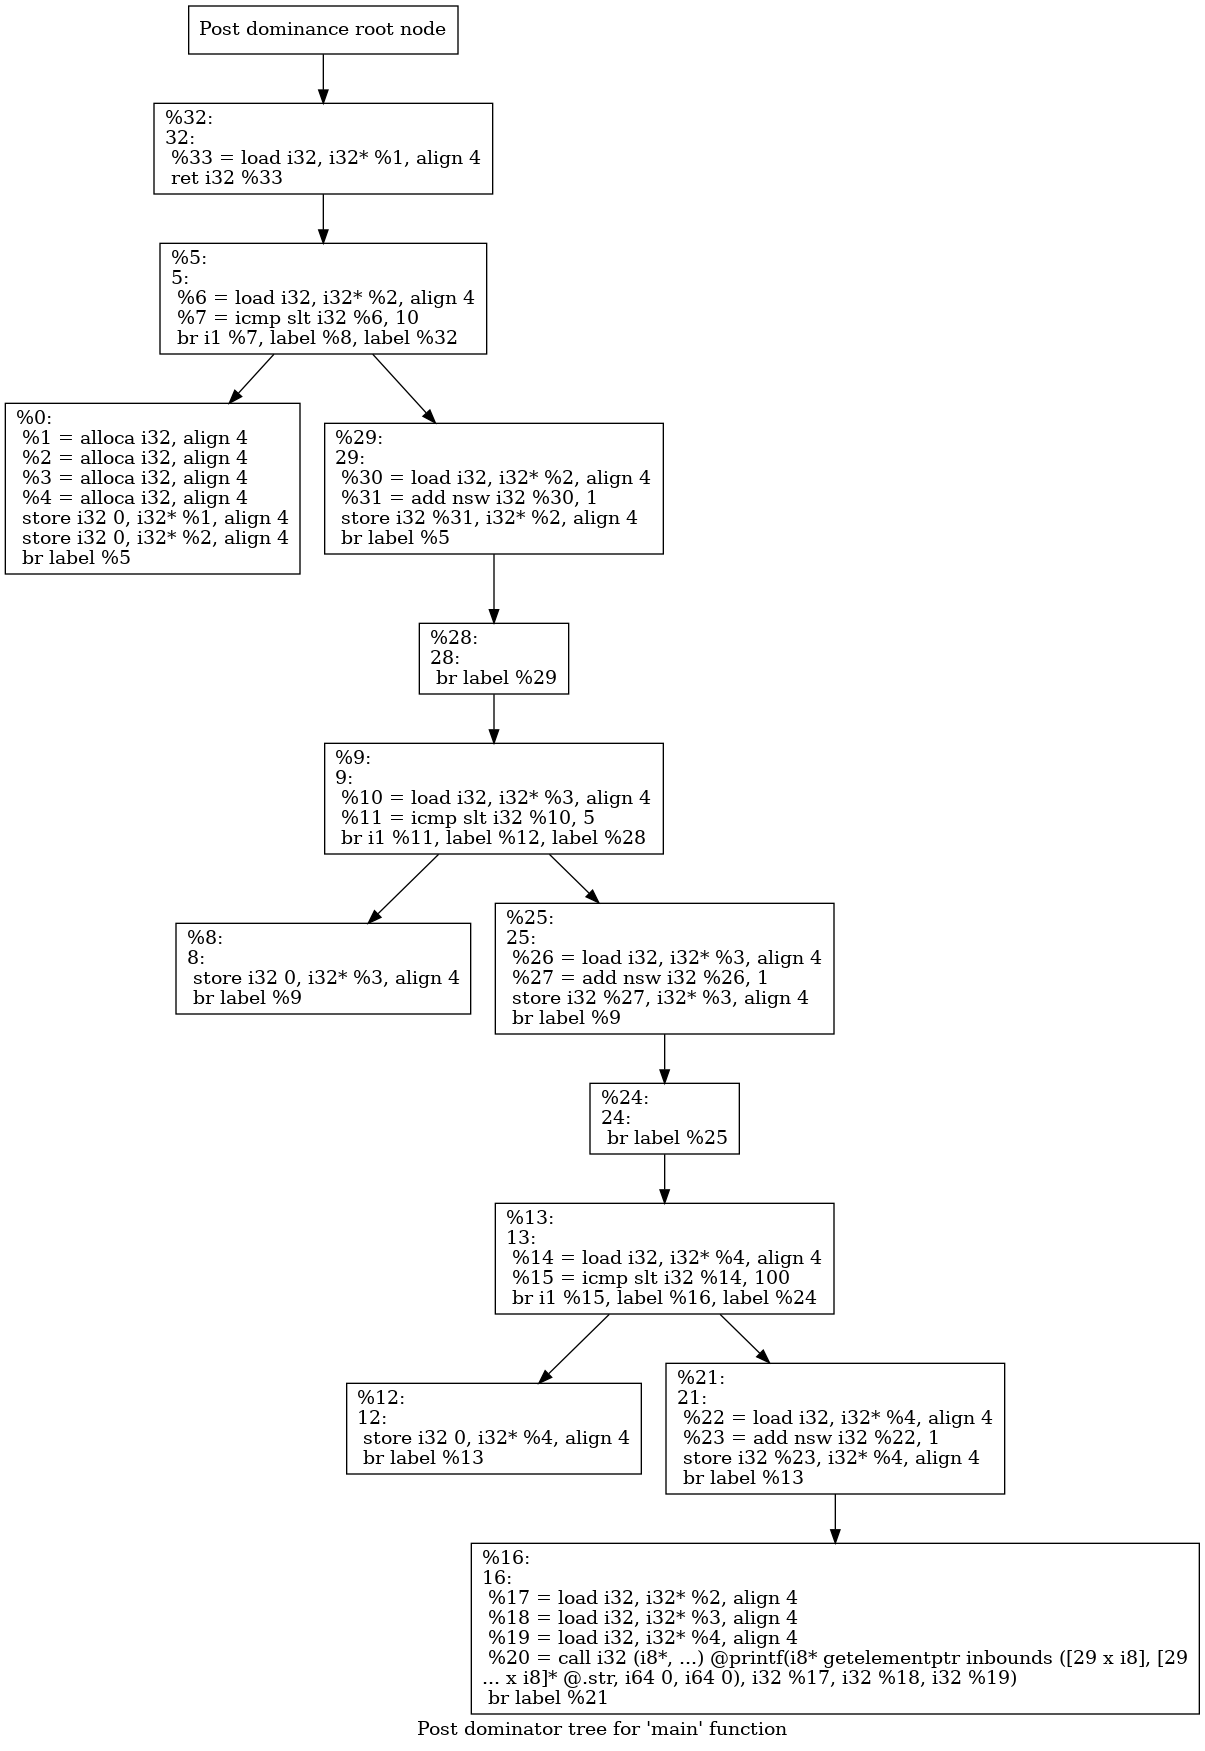 Post dominance root node
%32:
32:
%33 = load i32, i32* %1, align 4
ret i32 %33
%5:
5:
%6 = load i32, i32* %2, align 4
%7 = icmp slt i32 %6, 10
br i1 %7, label %8, label %32
%0:
%1 = alloca i32, align 4
%2 = alloca i32, align 4
%3 = alloca i32, align 4
%4 = alloca i32, align 4
store i32 0, i32* %1, align 4
store i32 0, i32* %2, align 4
br label %5
%29:
29:
%30 = load i32, i32* %2, align 4
%31 = add nsw i32 %30, 1
store i32 %31, i32* %2, align 4
br label %5
%28:
28:
br label %29
%9:
9:
%10 = load i32, i32* %3, align 4
%11 = icmp slt i32 %10, 5
br i1 %11, label %12, label %28
%8:
8:
store i32 0, i32* %3, align 4
br label %9
%25:
25:
%26 = load i32, i32* %3, align 4
%27 = add nsw i32 %26, 1
store i32 %27, i32* %3, align 4
br label %9
%24:
24:
br label %25
%13:
13:
%14 = load i32, i32* %4, align 4
%15 = icmp slt i32 %14, 100
br i1 %15, label %16, label %24
%12:
12:
store i32 0, i32* %4, align 4
br label %13
%21:
21:
%22 = load i32, i32* %4, align 4
%23 = add nsw i32 %22, 1
store i32 %23, i32* %4, align 4
br label %13
%16:
16:
%17 = load i32, i32* %2, align 4
%18 = load i32, i32* %3, align 4
%19 = load i32, i32* %4, align 4
%20 = call i32 (i8*, ...) @printf(i8* getelementptr inbounds ([29 x i8], [29
... x i8]* @.str, i64 0, i64 0), i32 %17, i32 %18, i32 %19)
br label %21
Post dominator tree for 'main' function